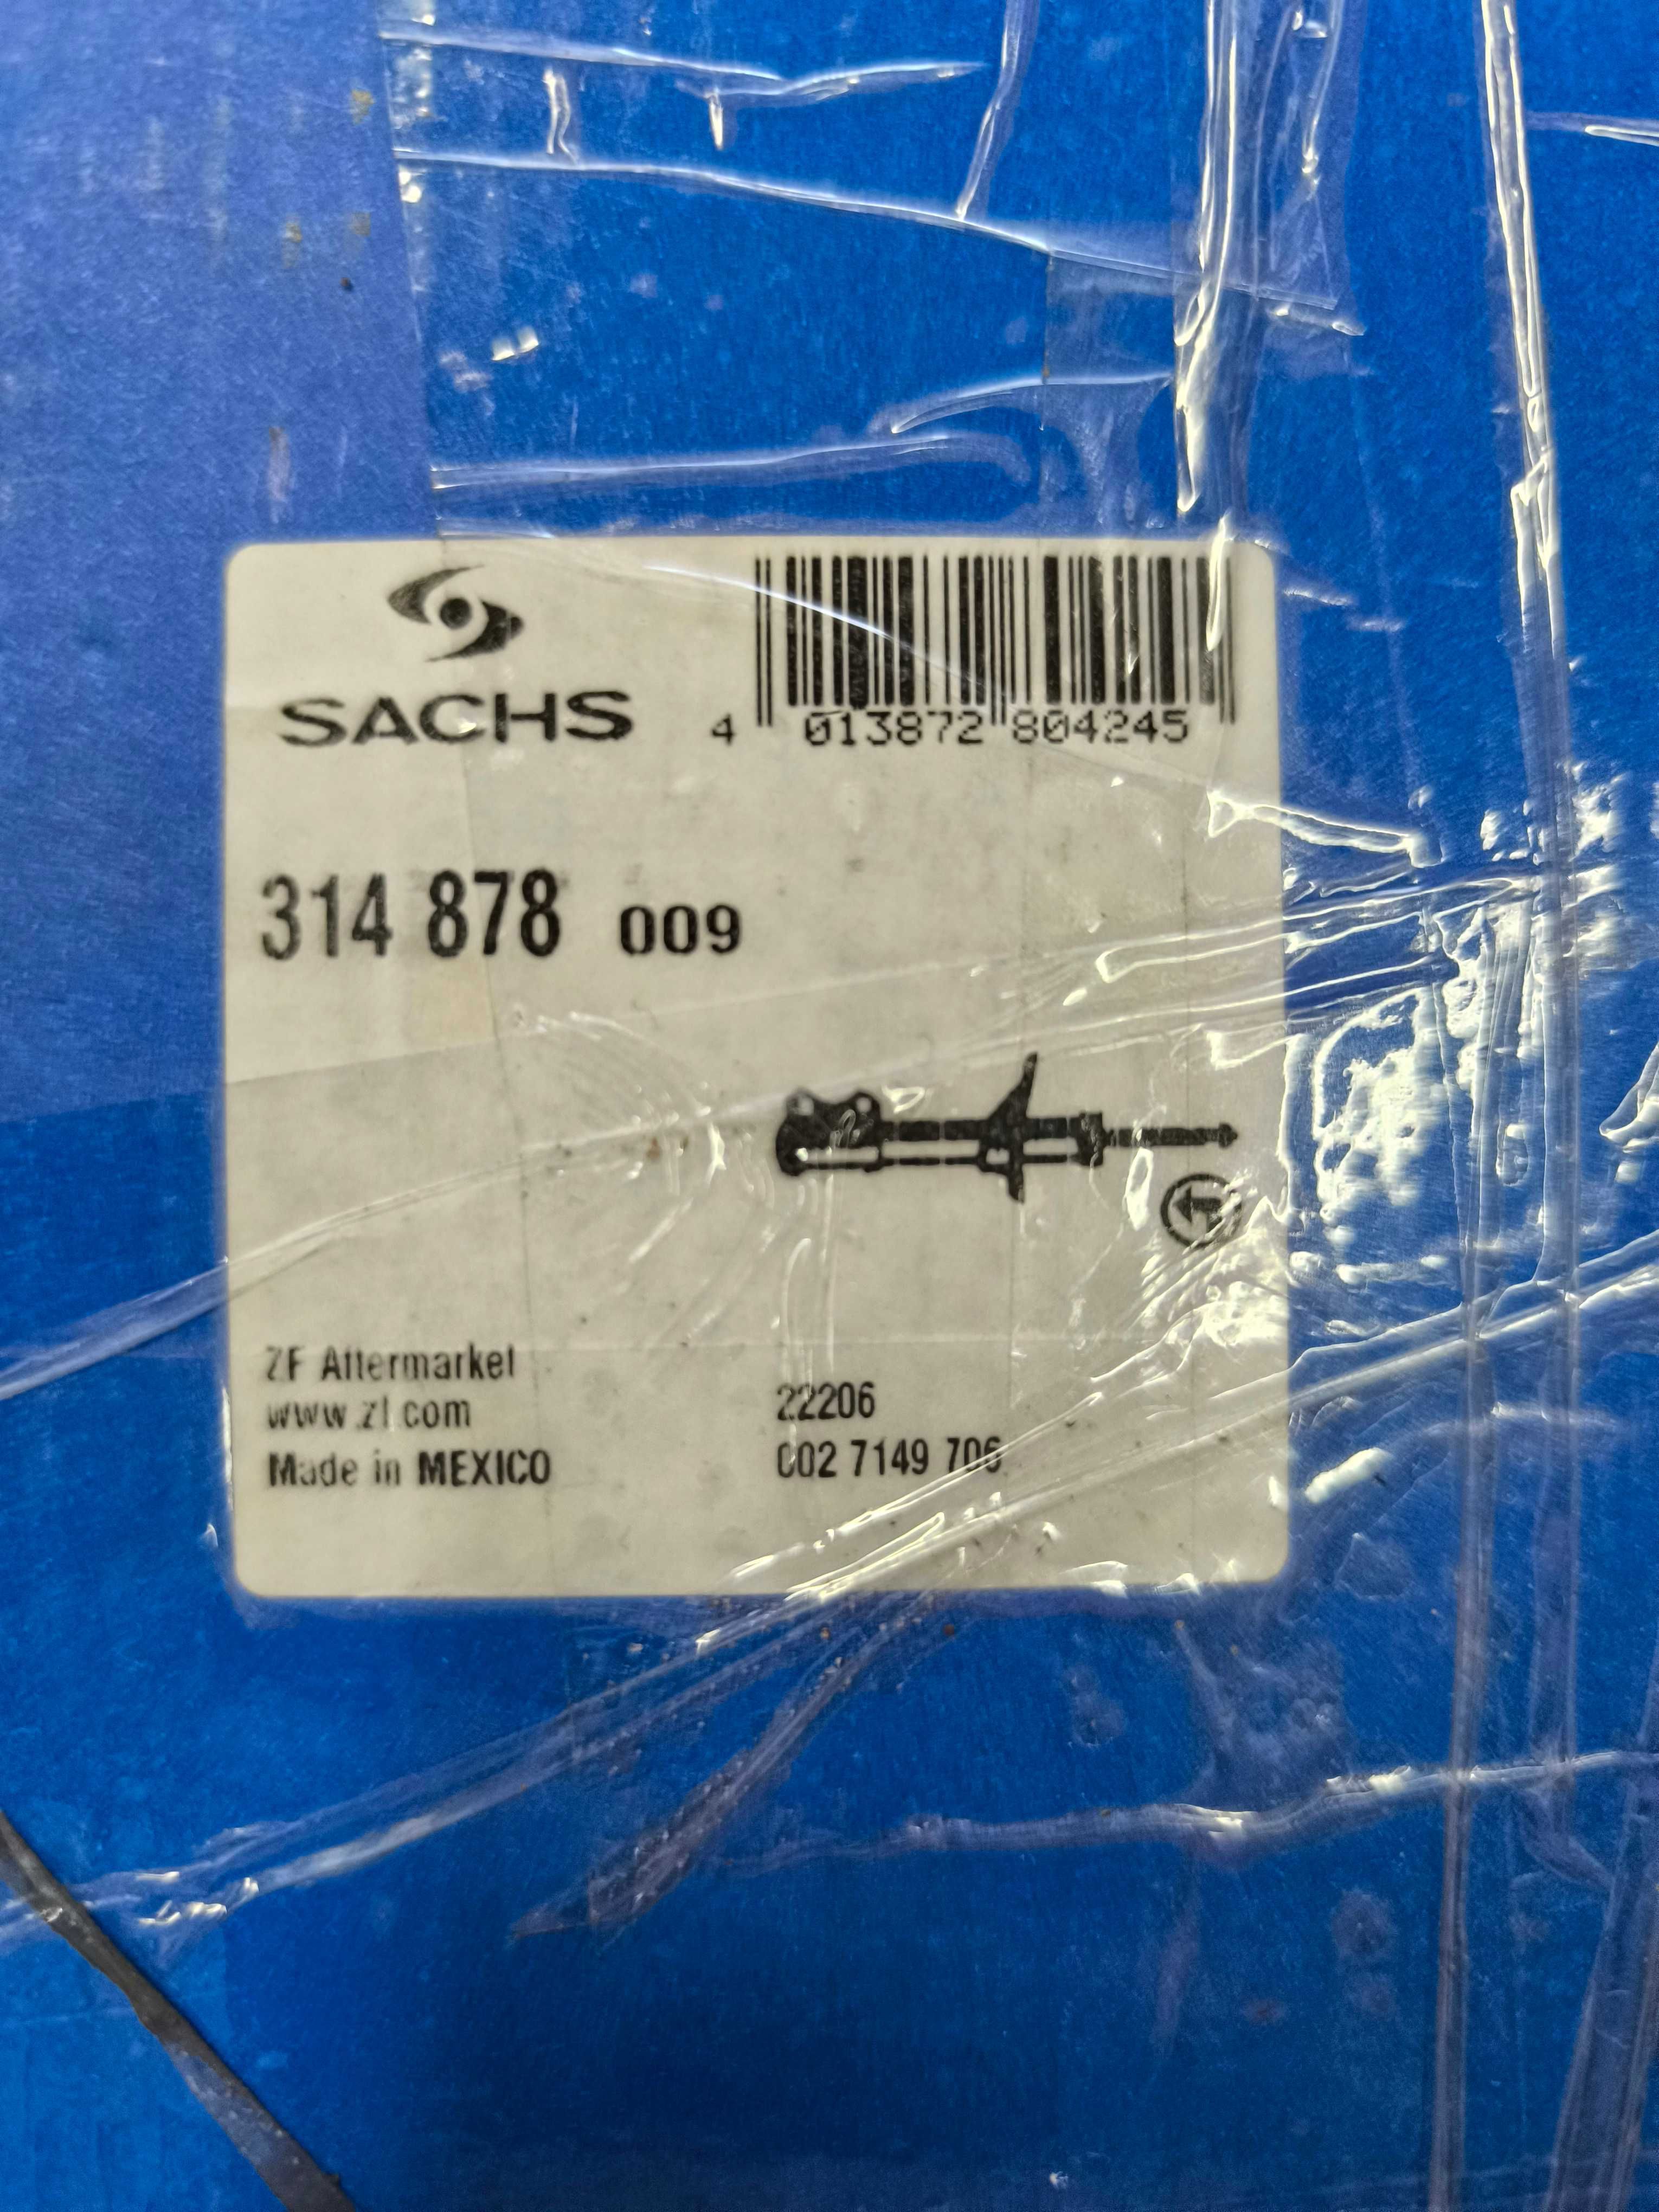 SACHS
4 013872 804245
314 878 009
ZF Aftermarket
www.zf.com
Made in MEXICO
22206
002 7149 706